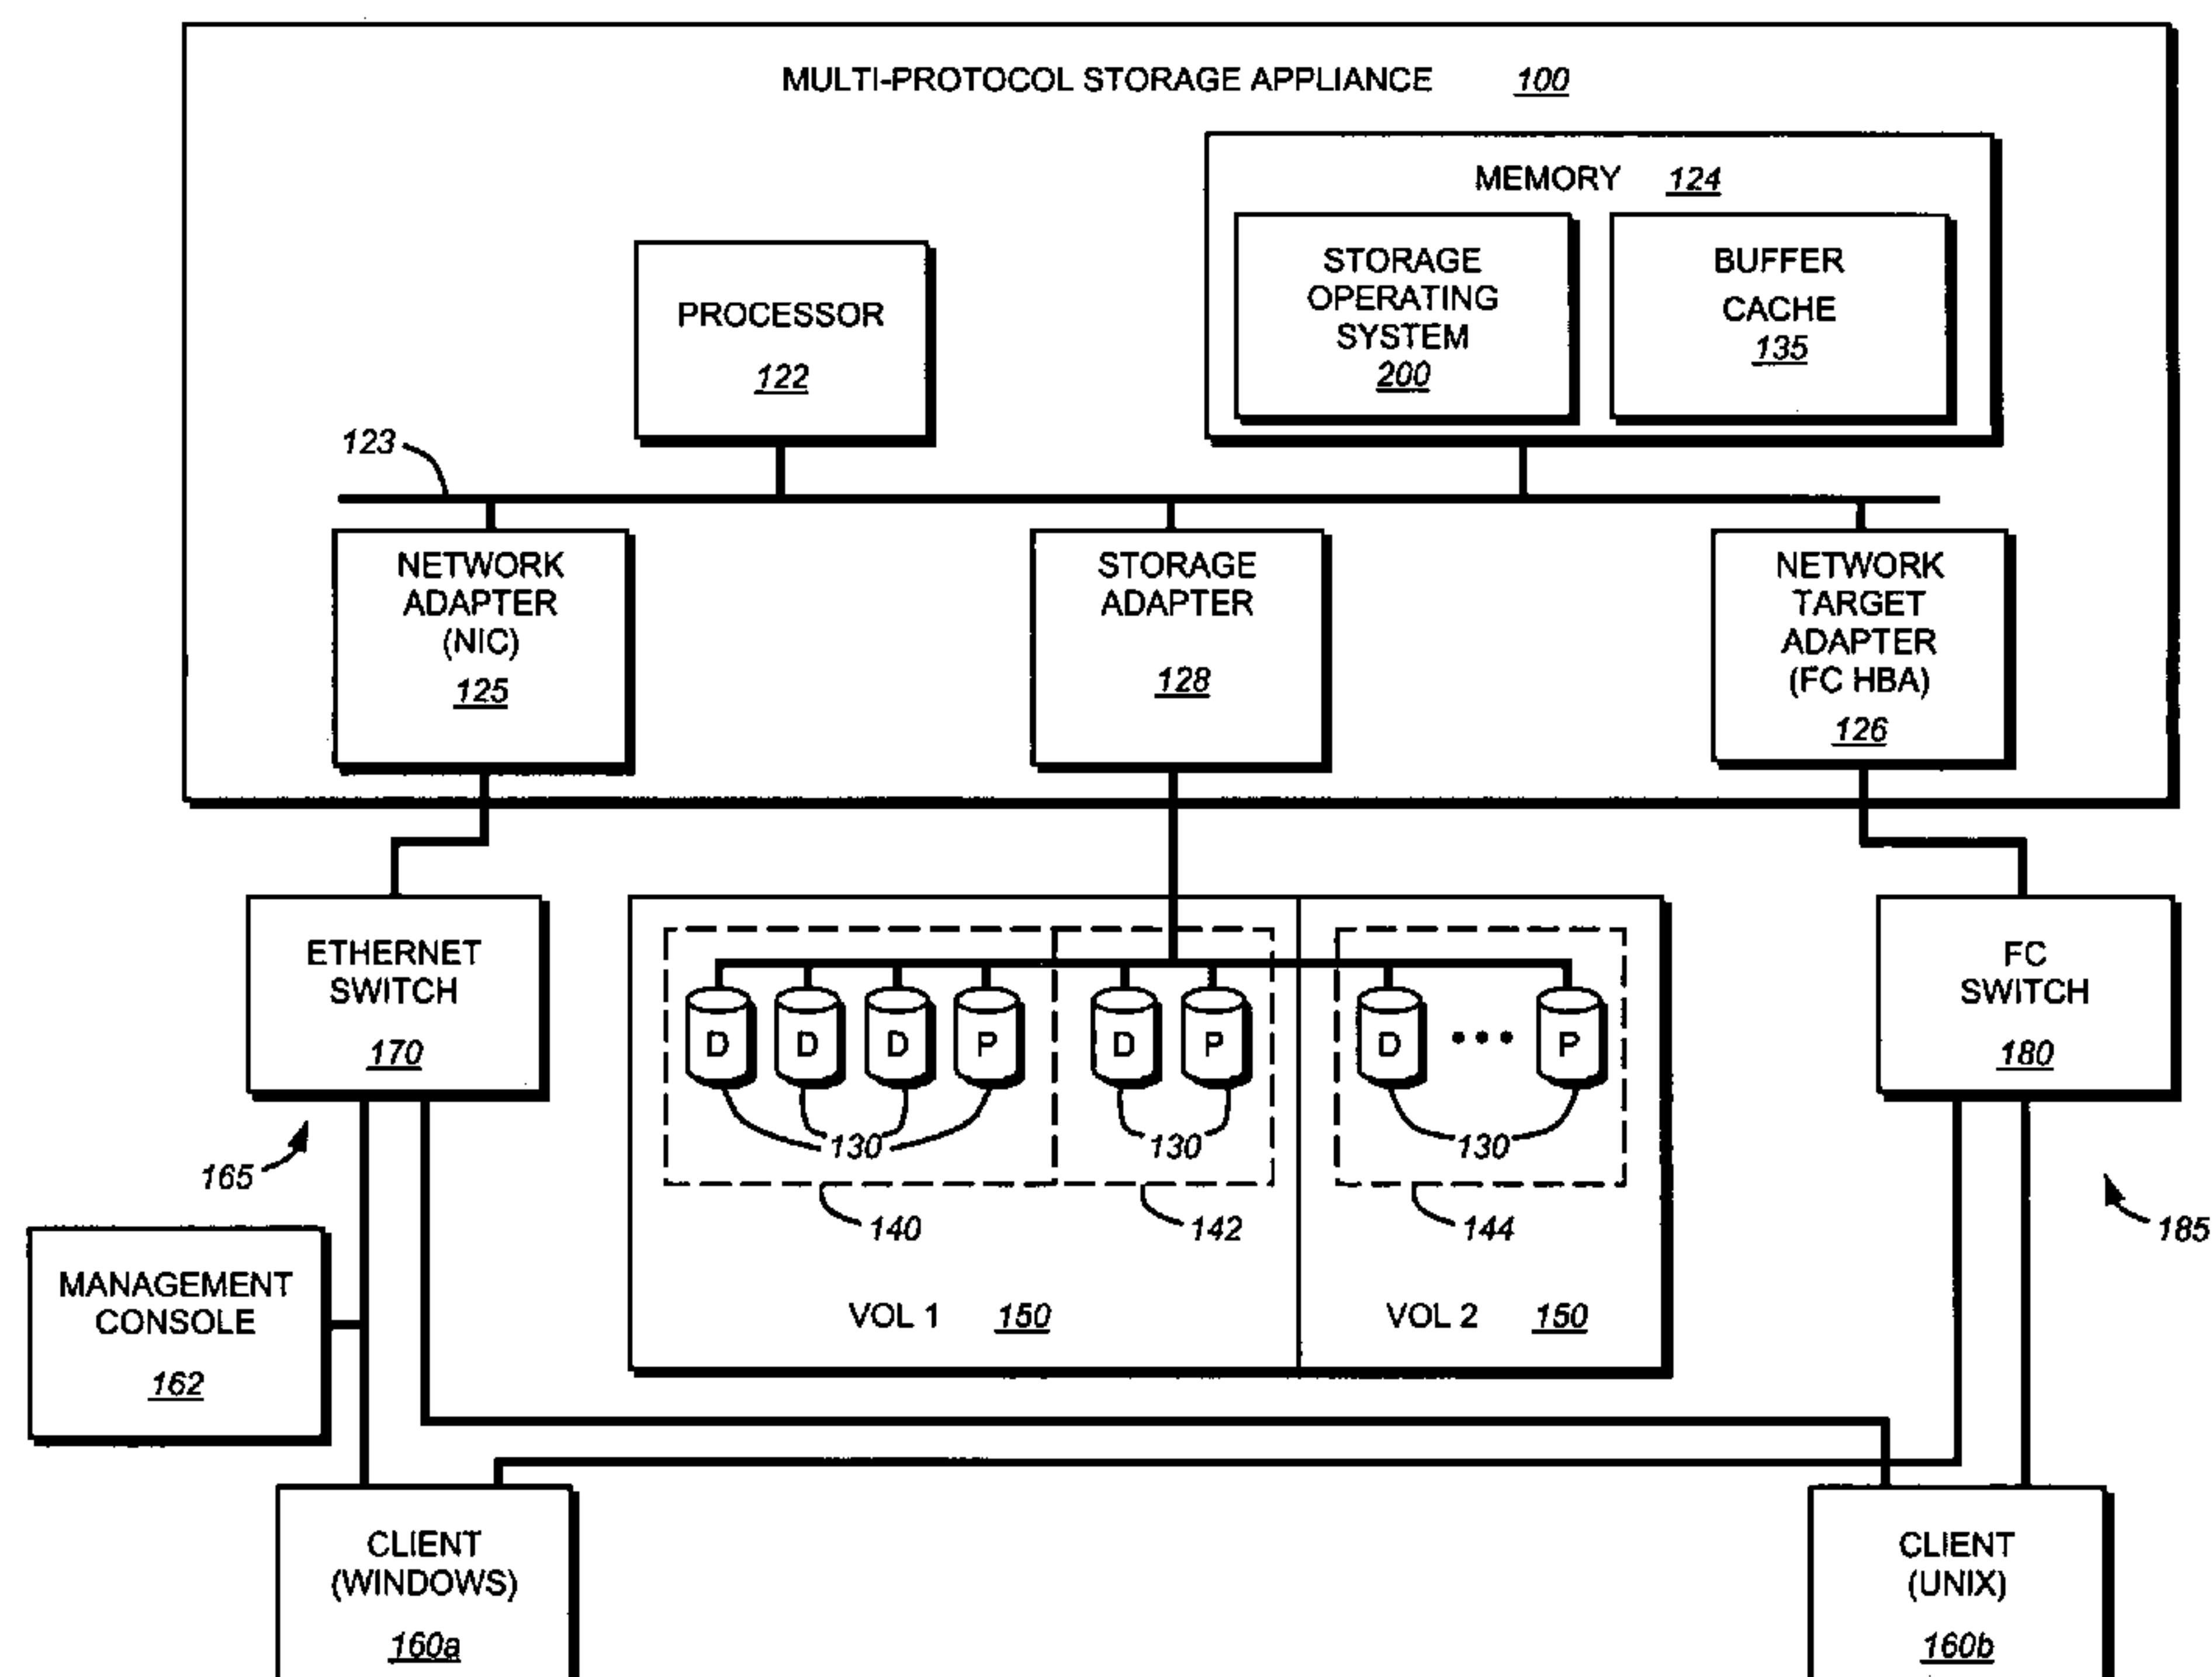 MULTI-PROTOCOL STORAGE APPLIANCE 100
MEMORY 124
PROCESSOR
122
STORAGE
OPERATING
SYSTEM
200
BUFFER
CACHE
135
123
NETWORK
ADAPTER
(NIC)
125
STORAGE
ADAPTER
128
NETWORK
TARGET
ADAPTER
(FC HBA)
126
ETHERNET
SWITCH
170
D D D P D P D ••• P
130 130 130
140 142 144
VOL 1 150 VOL 2 150
FC
SWITCH
180
165
185
MANAGEMENT
CONSOLE
162
CLIENT
(WINDOWS)
160a
CLIENT
(UNIX)
160b